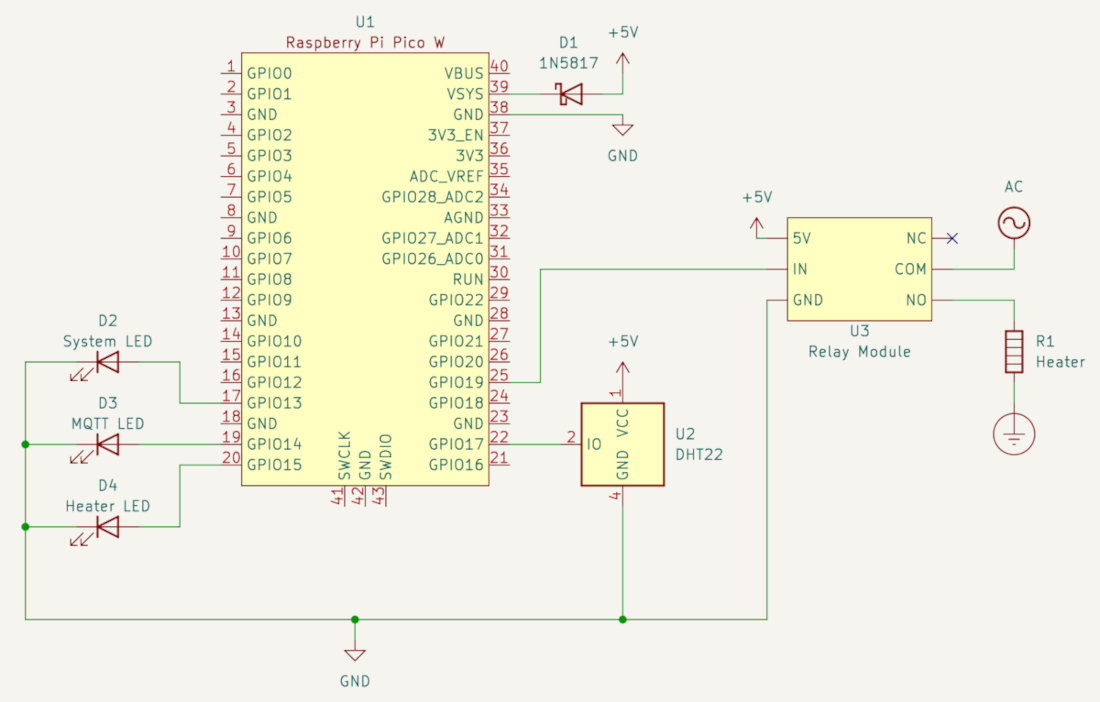 U1
Raspberry Pi Pico W
1 GPIO0
2 GPIO1
3 GND
4 GPIO2
5 GPIO3
6 GPIO4
7 GPIO5
8 GND
9 GPIO6
10 GPIO7
11 GPIO8
12 GPIO9
13 GND
14 GPIO10
15 GPIO11
16 GPIO12
17 GPIO13
18 GND
19 GPIO14
20 GPIO15
VBUS 40
VSYS 39
GND 38
3V3_EN 37
3V3 36
ADC_VREF 35
GPIO28_ADC2 34
AGND 33
GPIO27_ADC1 32
GPIO26_ADC0 31
RUN 30
GPIO22 29
GND 28
GPIO21 27
GPIO20 26
GPIO19 25
GPIO18 24
GND 23
GPIO17 22
GPIO16 21
41 SWCLK
42 GND
43 SWDIO
D1
1N5817
+5V
GND
D2
System LED
D3
MQTT LED
D4
Heater LED
+5V
1 VCC
2 IO
4 GND
U2
DHT22
+5V
5V
IN
GND
NC
COM
NO
U3
Relay Module
AC
R1
Heater
GND